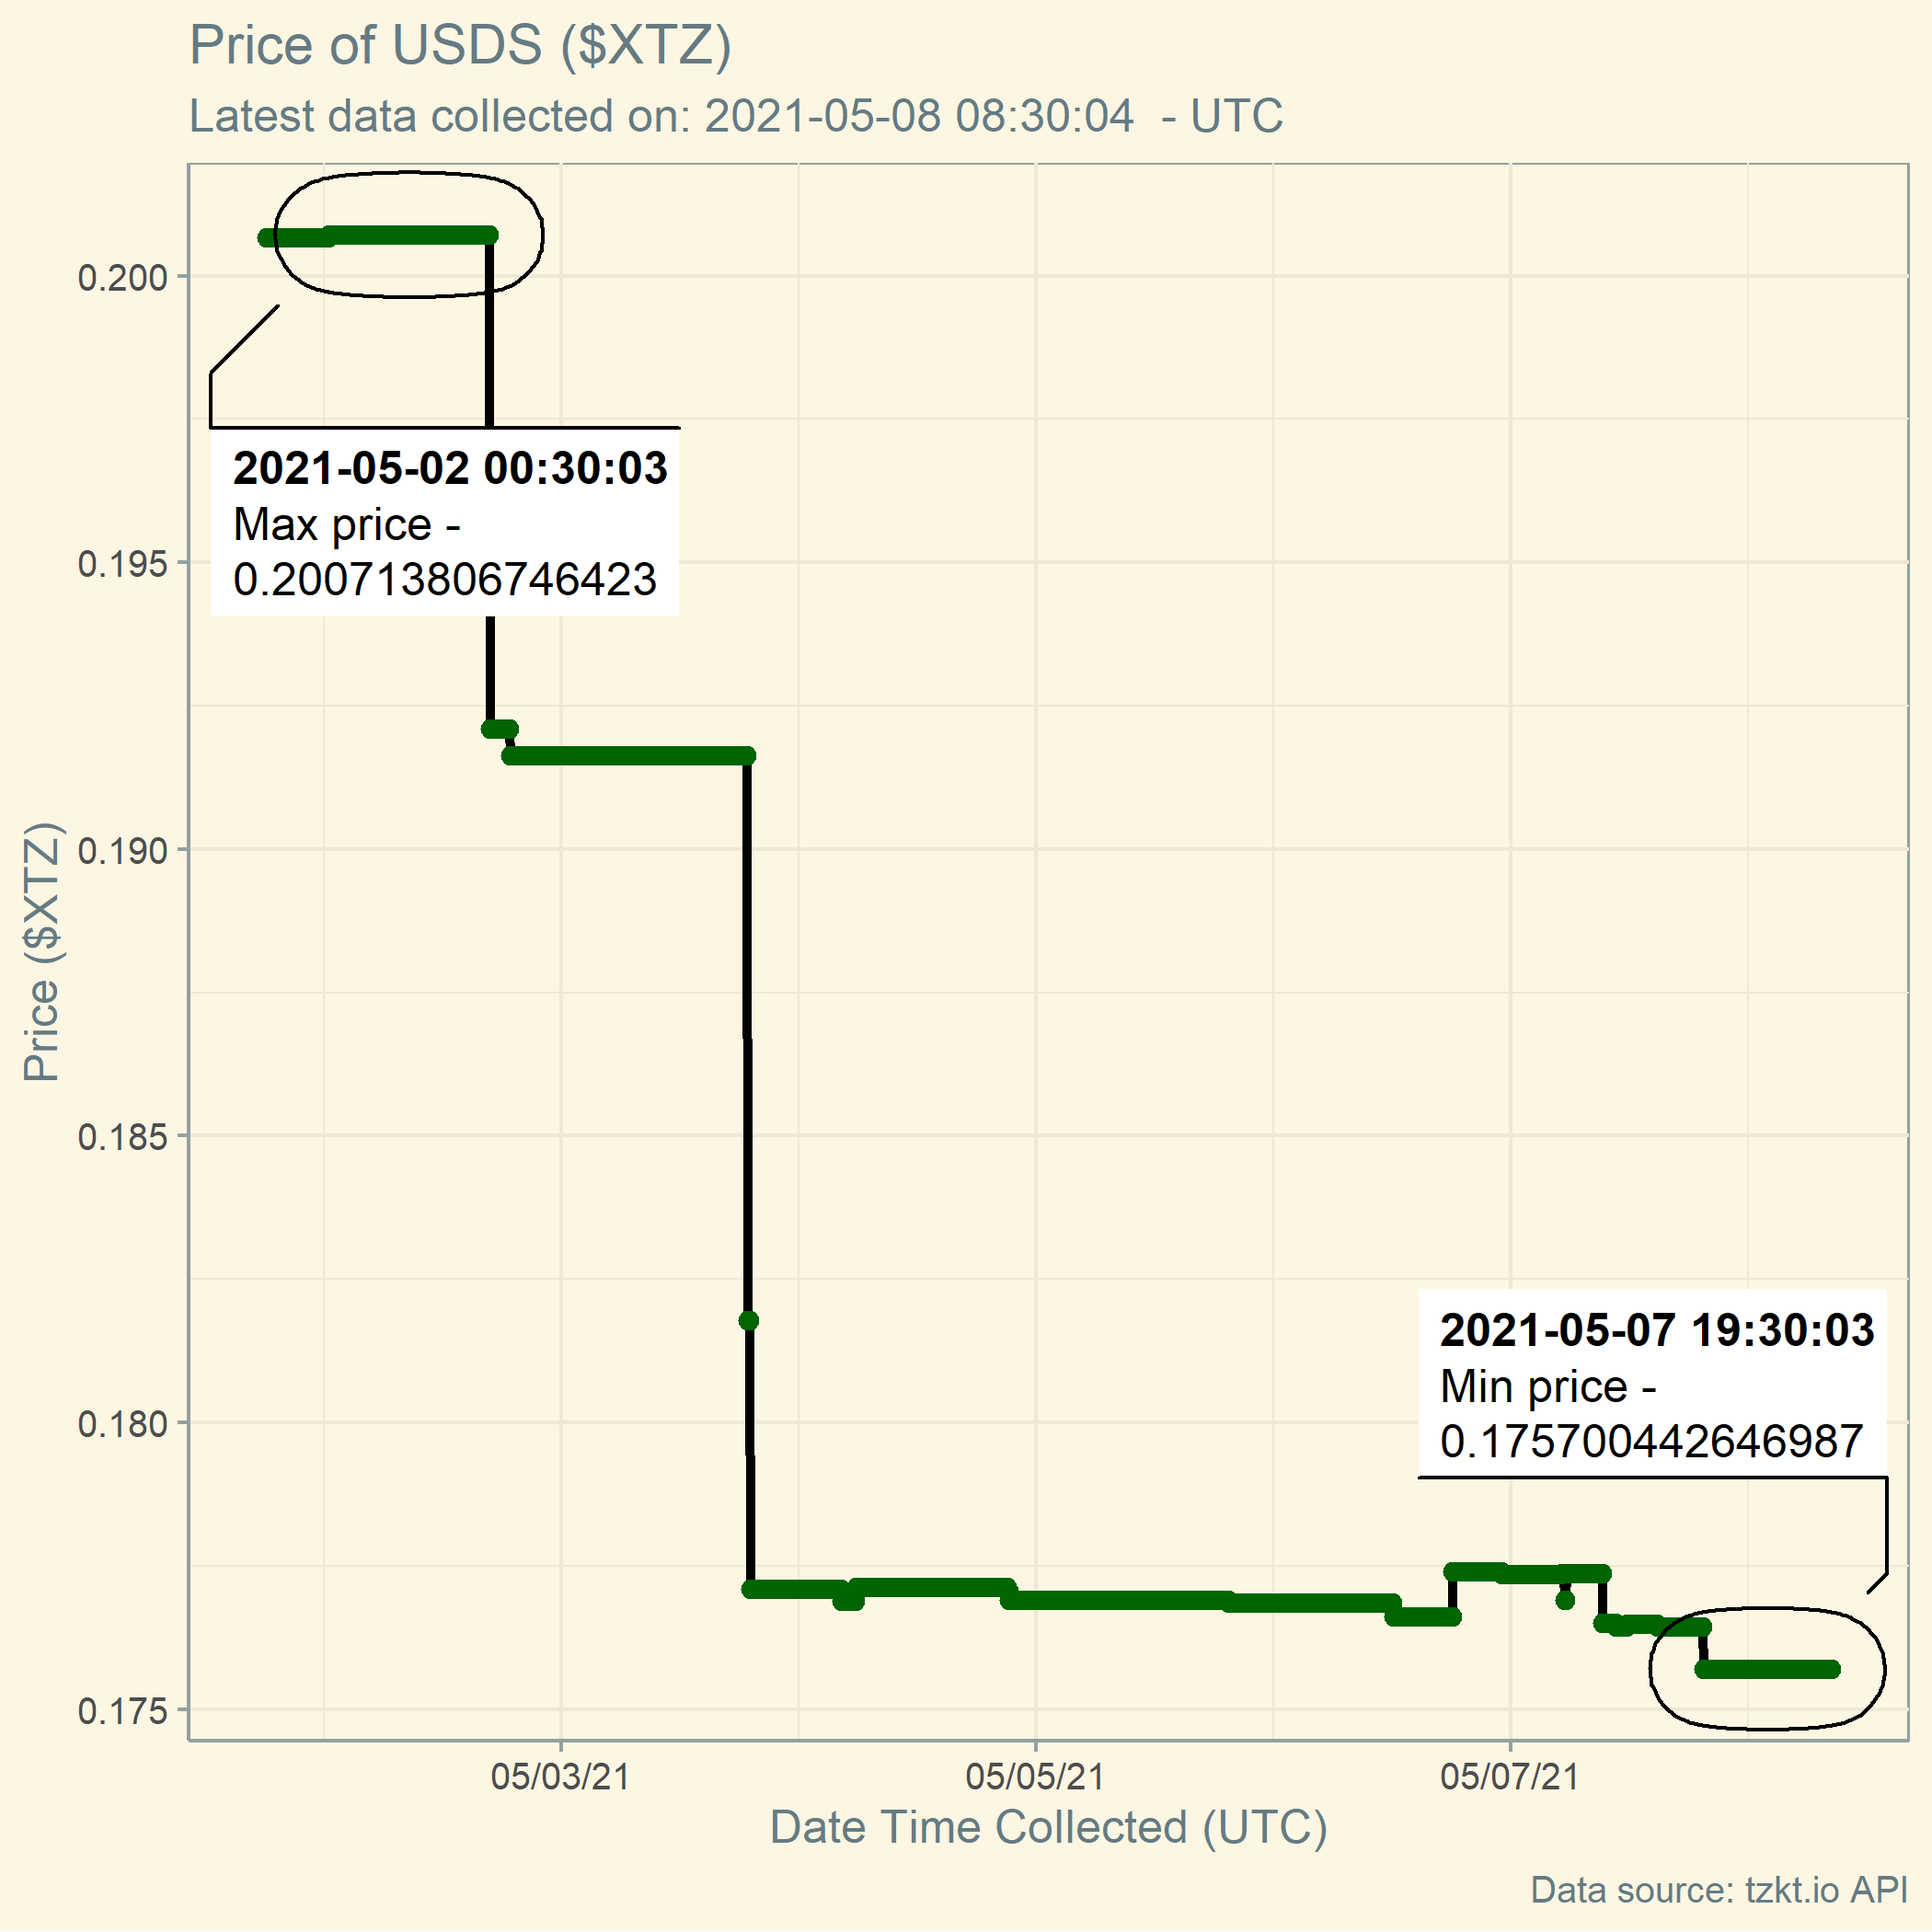 Price of USDS ($XTZ)
Latest data collected on: 2021-05-08 08:30:04  - UTC
0.200
0.195
0.190
0.185
0.180
0.175
Price ($XTZ)
2021-05-02 00:30:03
Max price -
0.200713806746423
2021-05-07 19:30:03
Min price -
0.175700442646987
05/03/21
05/05/21
05/07/21
Date Time Collected (UTC)
Data source: tzkt.io API